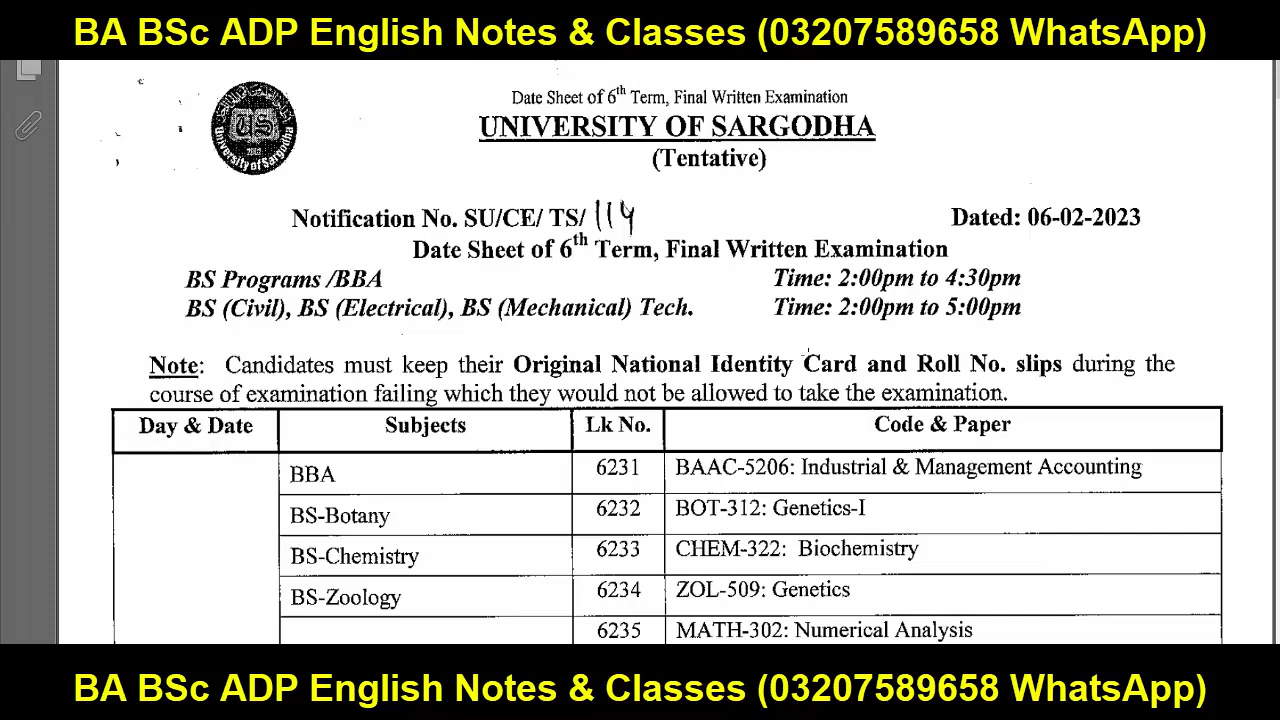 BA BSc ADP English Notes & Classes (03207589658 WhatsApp)
Date Sheet of 6th Term, Final Written Examination
UNIVERSITY OF SARGODHA
(Tentative)
US
University of Sargodha
2002
Notification No. SU/CE/ TS/ 114
Dated: 06-02-2023
Date Sheet of 6th Term, Final Written Examination
BS Programs /BBA Time: 2:00pm to 4:30pm
BS (Civil), BS (Electrical), BS (Mechanical) Tech. Time: 2:00pm to 5:00pm
Note: Candidates must keep their Original National Identity Card and Roll No. slips during the
course of examination failing which they would not be allowed to take the examination.
Day & Date Subjects Lk No. Code & Paper
BBA 6231 BAAC-5206: Industrial & Management Accounting
BS-Botany 6232 BOT-312: Genetics-I
BS-Chemistry 6233 CHEM-322: Biochemistry
BS-Zoology 6234 ZOL-509: Genetics
6235 MATH-302: Numerical Analysis
BA BSc ADP English Notes & Classes (03207589658 WhatsApp)